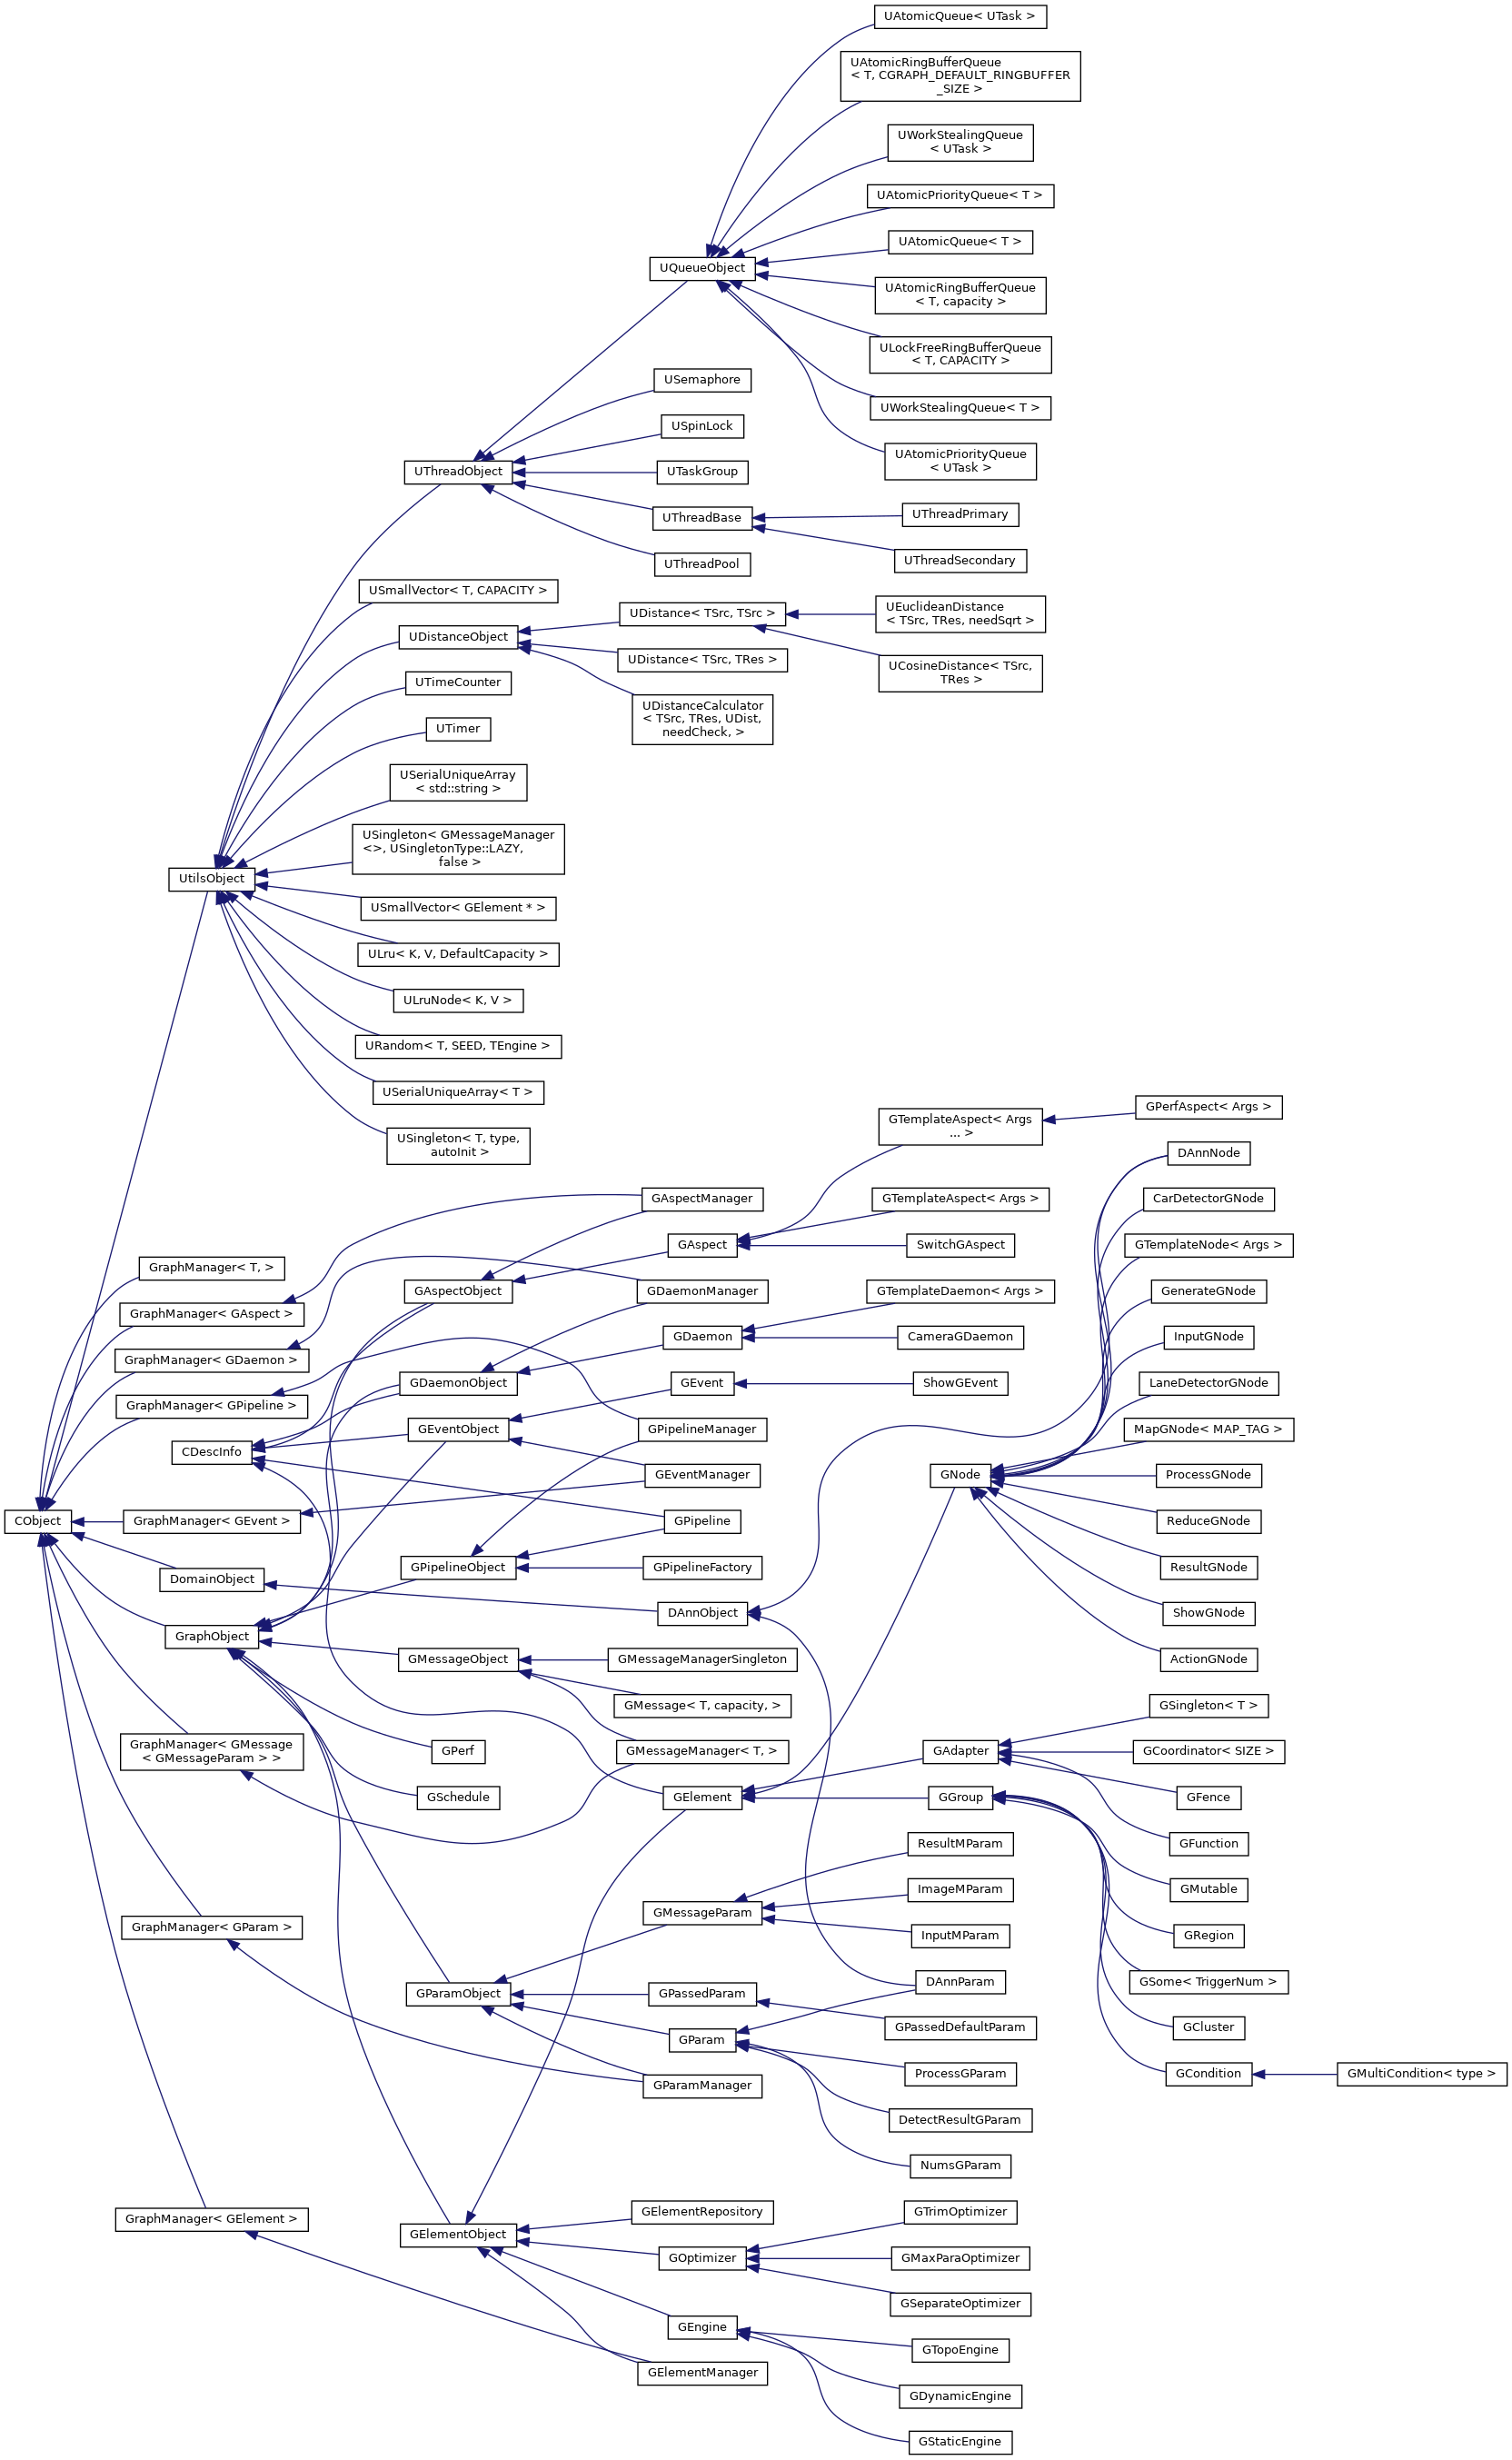 UAtomicQueue< UTask >
UAtomicRingBufferQueue
< T, CGRAPH_DEFAULT_RINGBUFFER
_SIZE >
UWorkStealingQueue
< UTask >
UAtomicPriorityQueue< T >
UAtomicQueue< T >
UQueueObject
UAtomicRingBufferQueue
< T, capacity >
ULockFreeRingBufferQueue
< T, CAPACITY >
USemaphore
UWorkStealingQueue< T >
USpinLock
UAtomicPriorityQueue
< UTask >
UThreadObject
UTaskGroup
UThreadBase
UThreadPrimary
UThreadSecondary
UThreadPool
USmallVector< T, CAPACITY >
UDistance< TSrc, TSrc >
UEuclideanDistance
< TSrc, TRes, needSqrt >
UDistanceObject
UDistance< TSrc, TRes >
UCosineDistance< TSrc,
TRes >
UTimeCounter
UDistanceCalculator
< TSrc, TRes, UDist,
needCheck, >
UTimer
USerialUniqueArray
< std::string >
USingleton< GMessageManager
<>, USingletonType::LAZY,
false >
UtilsObject
USmallVector< GElement * >
ULru< K, V, DefaultCapacity >
ULruNode< K, V >
URandom< T, SEED, TEngine >
USerialUniqueArray< T >
USingleton< T, type,
autoInit >
GTemplateAspect< Args
... >
GPerfAspect< Args >
DAnnNode
GAspectManager
GTemplateAspect< Args >
CarDetectorGNode
GAspect
SwitchGAspect
GTemplateNode< Args >
GraphManager< T, >
GAspectObject
GDaemonManager
GTemplateDaemon< Args >
GenerateGNode
GraphManager< GAspect >
GDaemon
CameraGDaemon
InputGNode
GraphManager< GDaemon >
GDaemonObject
GEvent
ShowGEvent
LaneDetectorGNode
GraphManager< GPipeline >
GEventObject
GPipelineManager
MapGNode< MAP_TAG >
CDescInfo
GEventManager
GNode
ProcessGNode
CObject
GraphManager< GEvent >
GPipeline
ReduceGNode
GPipelineObject
GPipelineFactory
ResultGNode
DomainObject
DAnnObject
ShowGNode
GraphObject
GMessageObject
GMessageManagerSingleton
ActionGNode
GMessage< T, capacity, >
GSingleton< T >
GraphManager< GMessage
< GMessageParam > >
GPerf
GMessageManager< T, >
GAdapter
GCoordinator< SIZE >
GSchedule
GElement
GGroup
GFence
ResultMParam
GFunction
ImageMParam
GMutable
GMessageParam
GraphManager< GParam >
InputMParam
GRegion
DAnnParam
GSome< TriggerNum >
GParamObject
GPassedParam
GPassedDefaultParam
GCluster
GParam
ProcessGParam
GCondition
GMultiCondition< type >
GParamManager
DetectResultGParam
NumsGParam
GraphManager< GElement >
GElementRepository
GTrimOptimizer
GElementObject
GOptimizer
GMaxParaOptimizer
GSeparateOptimizer
GEngine
GTopoEngine
GElementManager
GDynamicEngine
GStaticEngine